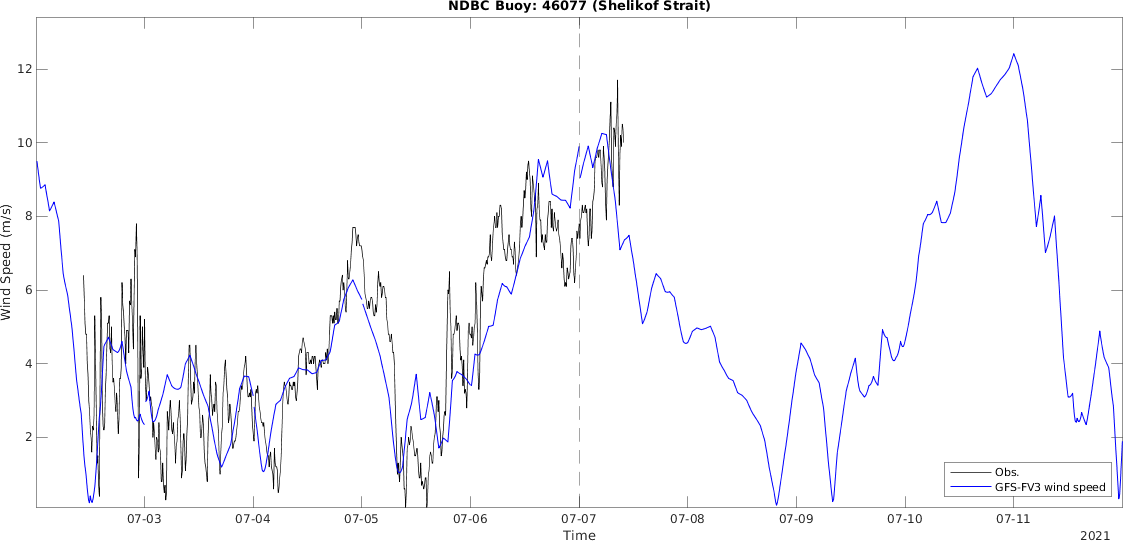 NDBC Buoy: 46077 (Shelikof Strait)
Wind Speed (m/s)
12
10
8
6
4
2
Obs.
GFS-FV3 wind speed
07-03 07-04 07-05 07-06 07-07 07-08 07-09 07-10 07-11
Time
2021